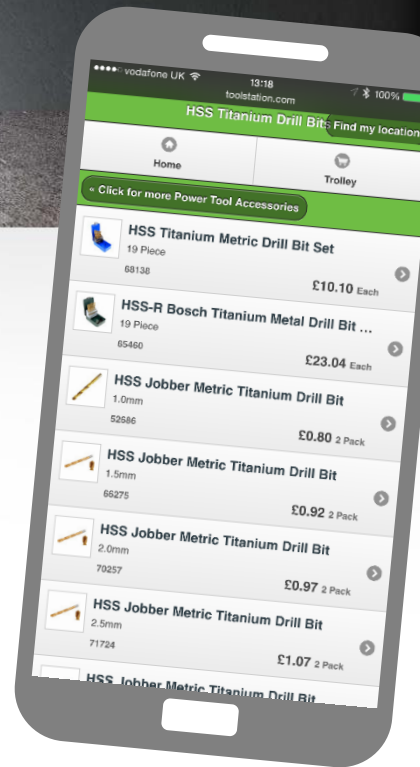 vodafone UK 13:18 100%
toolstation.com
HSS Titanium Drill Bits Find my location
Home Trolley
« Click for more Power Tool Accessories
HSS Titanium Metric Drill Bit Set
19 Piece
68138
£10.10 Each
HSS-R Bosch Titanium Metal Drill Bit ...
19 Piece
65460
£23.04 Each
HSS Jobber Metric Titanium Drill Bit
1.0mm
52686
£0.80 2 Pack
HSS Jobber Metric Titanium Drill Bit
1.5mm
66275
£0.92 2 Pack
HSS Jobber Metric Titanium Drill Bit
2.0mm
70257
£0.97 2 Pack
HSS Jobber Metric Titanium Drill Bit
2.5mm
71724
£1.07 2 Pack
HSS Jobber Metric Titanium Drill Bit